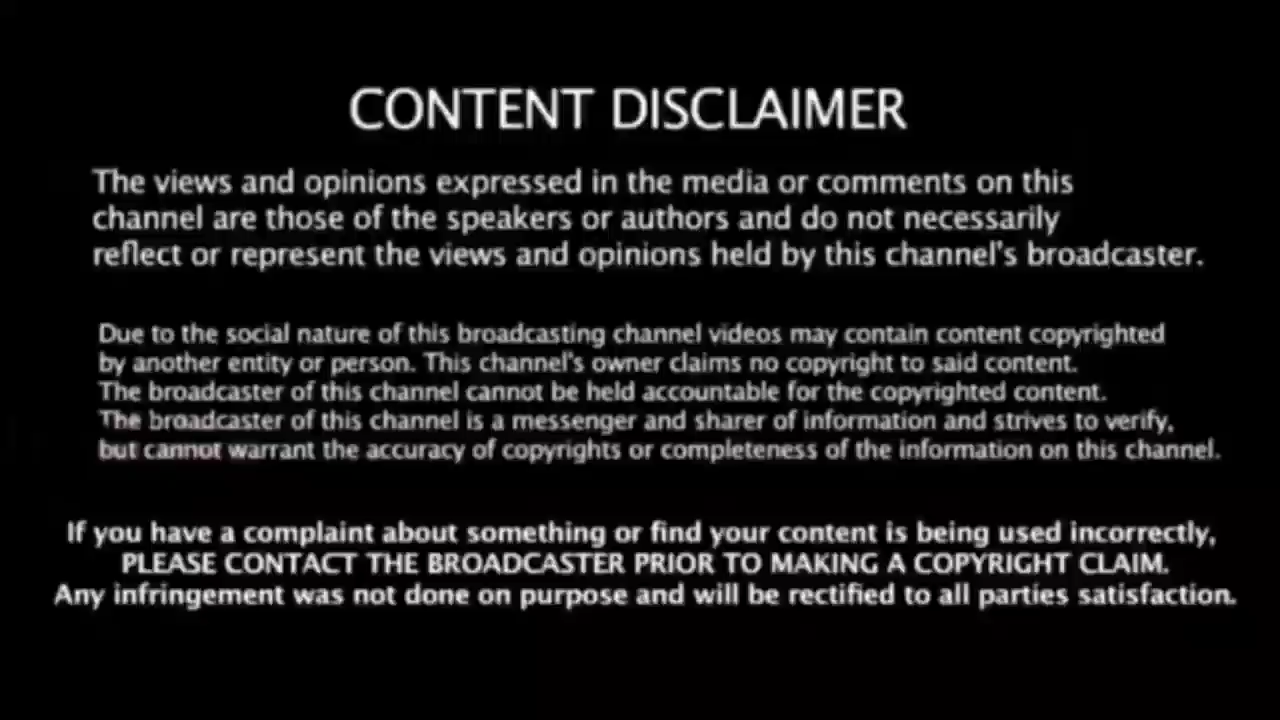 CONTENT DISCLAIMER
The views and opinions expressed in the media or comments on this
channel are those of the speakers or authors and do not necessarily
reflect or represent the views and opinions held by this channel's broadcaster.
Due to the social nature of this broadcasting channel videos may contain content copyrighted
by another entity or person. This channel's owner claims no copyright to said content.
The broadcaster of this channel cannot be held accountable for the copyrighted content.
The broadcaster of this channel is a messenger and sharer of information and strives to verify,
but cannot warrant the accuracy of copyrights or completeness of the information on this channel.
If you have a complaint about something or find your content is being used incorrectly,
PLEASE CONTACT THE BROADCASTER PRIOR TO MAKING A COPYRIGHT CLAIM.
Any infringement was not done on purpose and will be rectified to all parties satisfaction.